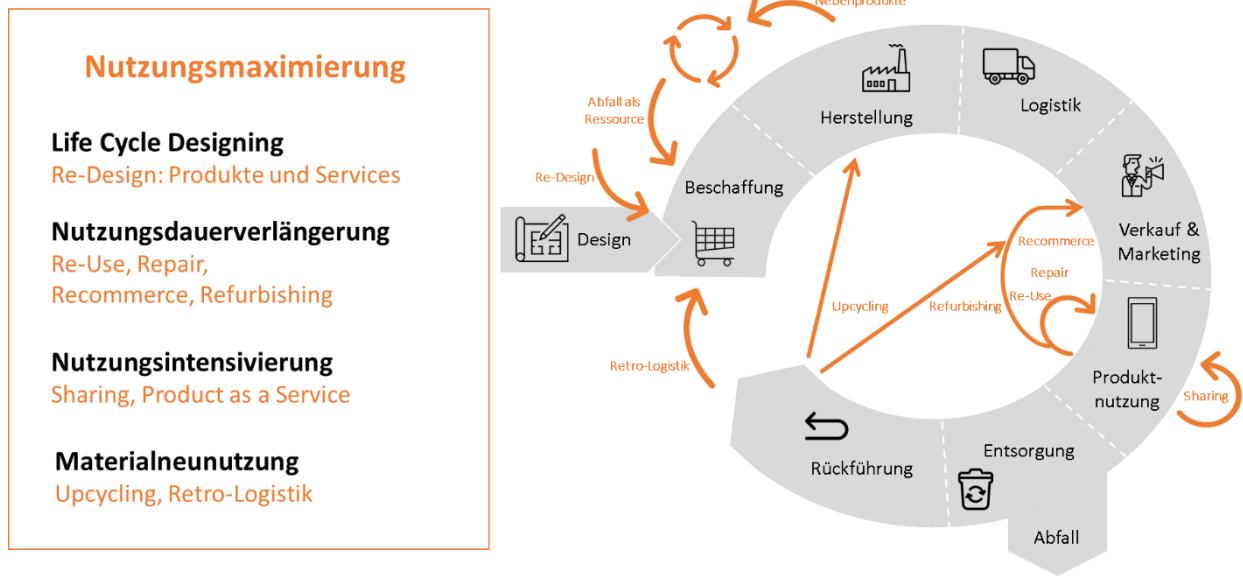 Nutzungsmaximierung
Life Cycle Designing
Re-Design: Produkte und Services
Nutzungsdauerverlängerung
Re-Use, Repair,
Recommerce, Refurbishing
Nutzungsintensivierung
Sharing, Product as a Service
Materialneunutzung
Upcycling, Retro-Logistik
Nebenprodukte
Abfall als
Ressource
Re-Design
Design
Beschaffung
Herstellung
Logistik
Verkauf &
Marketing
Recommerce
Repair
Re-Use
Upcycling
Refurbishing
Retro-Logistik
Produkt-
nutzung
Sharing
Entsorgung
Rückführung
Abfall